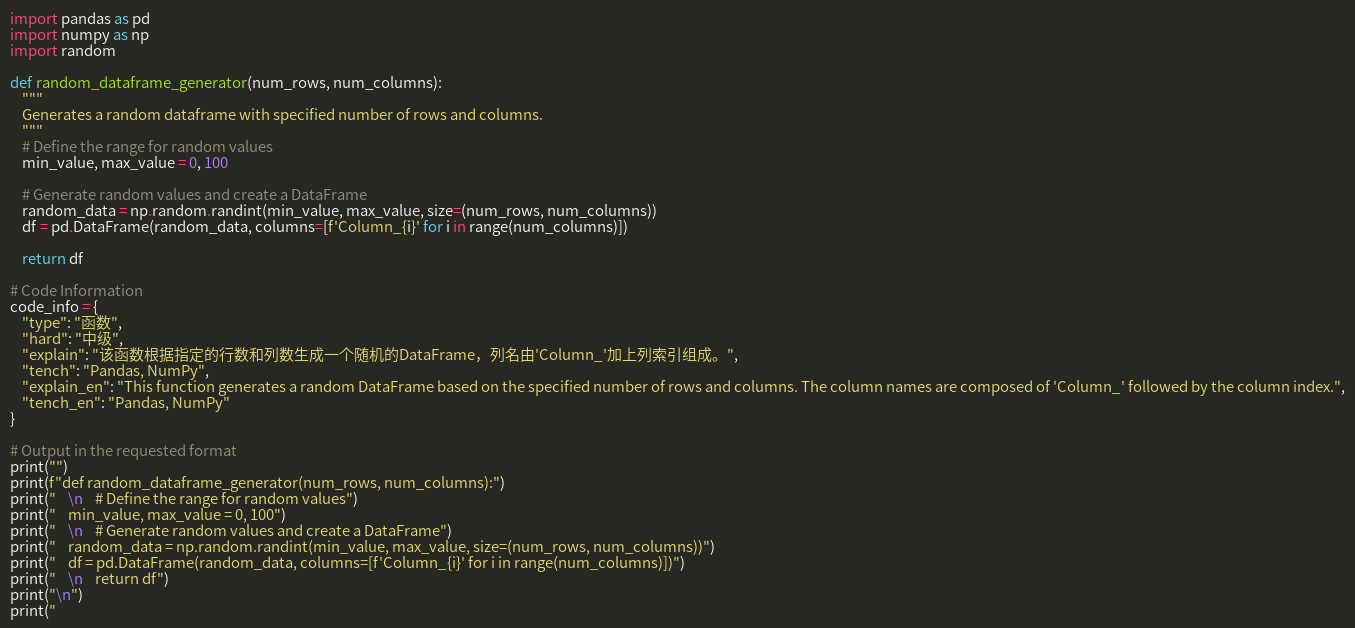 import pandas as pd
import numpy as np
import random

def random_dataframe_generator(num_rows, num_columns):
    """
    Generates a random dataframe with specified number of rows and columns.
    """
    # Define the range for random values
    min_value, max_value = 0, 100

    # Generate random values and create a DataFrame
    random_data = np.random.randint(min_value, max_value, size=(num_rows, num_columns))
    df = pd.DataFrame(random_data, columns=[f'Column_{i}' for i in range(num_columns)])

    return df

# Code Information
code_info = {
    "type": "函数",
    "hard": "中级",
    "explain": "该函数根据指定的行数和列数生成一个随机的DataFrame，列名由'Column_'加上列索引组成。",
    "tench": "Pandas, NumPy",
    "explain_en": "This function generates a random DataFrame based on the specified number of rows and columns. The column names are composed of 'Column_' followed by the column index.",
    "tench_en": "Pandas, NumPy"
}

# Output in the requested format
print("")
print(f"def random_dataframe_generator(num_rows, num_columns):")
print("    \n    # Define the range for random values")
print("    min_value, max_value = 0, 100")
print("    \n    # Generate random values and create a DataFrame")
print("    random_data = np.random.randint(min_value, max_value, size=(num_rows, num_columns))")
print("    df = pd.DataFrame(random_data, columns=[f'Column_{i}' for i in range(num_columns)])")
print("    \n    return df")
print("\n")
print("